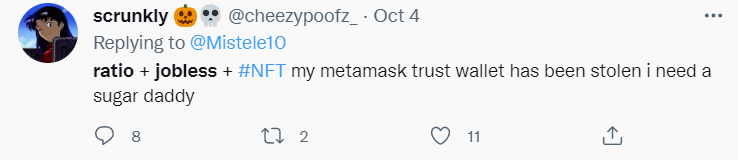 scrunkly 🎃💀 @cheezypoofz_ · Oct 4
Replying to @Mistele10
ratio + jobless + #NFT my metamask trust wallet has been stolen i need a
sugar daddy
8 2 11